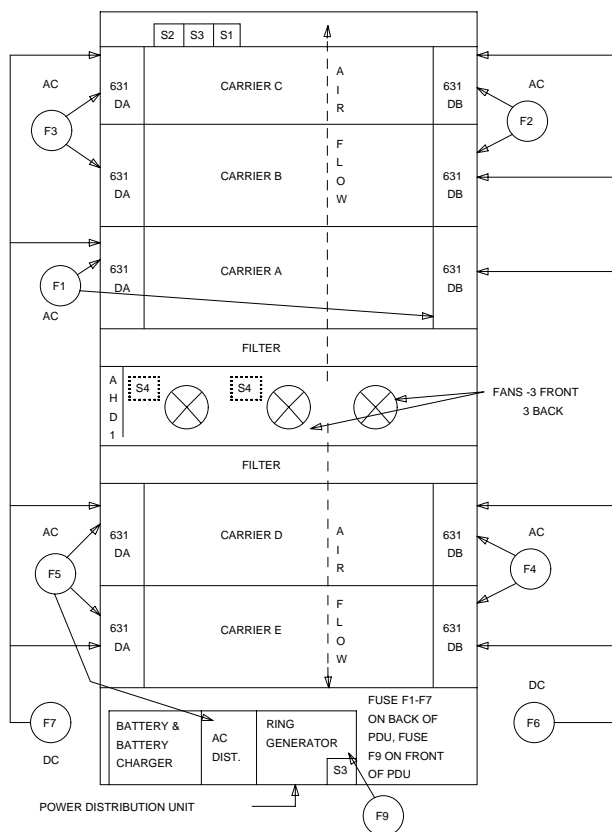 S2 S3 S1
AC
631
DA
CARRIER C
A
I
R
631
DB
AC
F3
F2
631
DA
CARRIER B
F
L
O
W
631
DB
631
DA
CARRIER A
631
DB
F1
AC
FILTER
A
H
D
1
S4
S4
FANS -3 FRONT
3 BACK
FILTER
AC
631
DA
CARRIER D
A
I
R
631
DB
AC
F5
F4
631
DA
CARRIER E
F
L
O
W
631
DB
F7
DC
DC
F6
BATTERY &
BATTERY
CHARGER
AC
DIST.
RING
GENERATOR
S3
FUSE F1-F7
ON BACK OF
PDU, FUSE
F9 ON FRONT
OF PDU
POWER DISTRIBUTION UNIT
F9